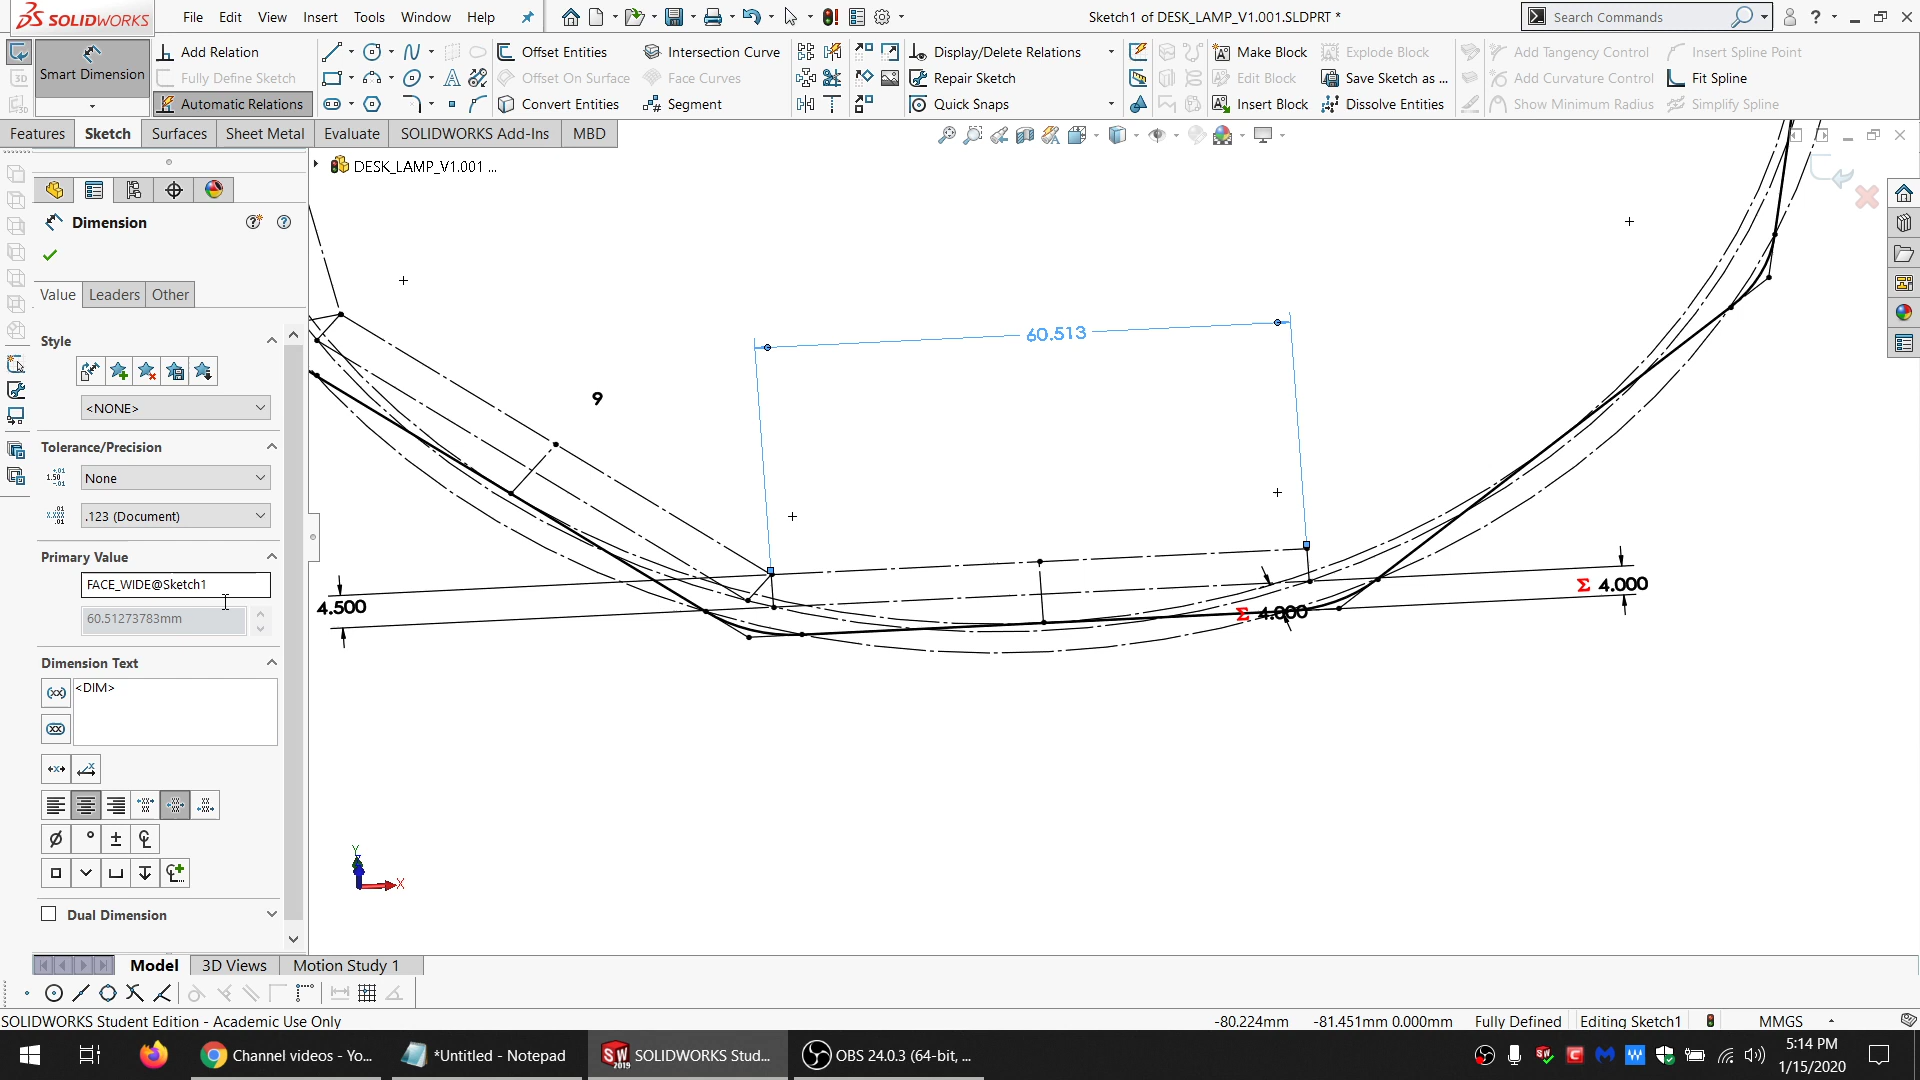 SOLIDWORKS
File Edit View Insert Tools Window Help
Sketch1 of DESK_LAMP_V1.001.SLDPRT *
Search Commands
Smart Dimension
Add Relation
Fully Define Sketch
Automatic Relations
Offset Entities
Offset On Surface
Convert Entities
Intersection Curve
Face Curves
Segment
Display/Delete Relations
Repair Sketch
Quick Snaps
Make Block
Edit Block
Insert Block
Explode Block
Save Sketch as ...
Dissolve Entities
Add Tangency Control
Add Curvature Control
Show Minimum Radius
Insert Spline Point
Fit Spline
Simplify Spline
Features Sketch Surfaces Sheet Metal Evaluate SOLIDWORKS Add-Ins MBD
DESK_LAMP_V1.001 ...
Dimension
Value Leaders Other
Style
<NONE>
Tolerance/Precision
None
.123 (Document)
Primary Value
FACE_WIDE@Sketch1
60.51273783mm
Dimension Text
<DIM>
Dual Dimension
60.513
9
4.500
Σ 4.000
Σ 4.000
Y
X
Model 3D Views Motion Study 1
SOLIDWORKS Student Edition - Academic Use Only
-80.224mm -81.451mm 0.000mm Fully Defined Editing Sketch1 MMGS
Channel videos - Yo...
*Untitled - Notepad
SOLIDWORKS Stud...
OBS 24.0.3 (64-bit, ...
5:14 PM
1/15/2020